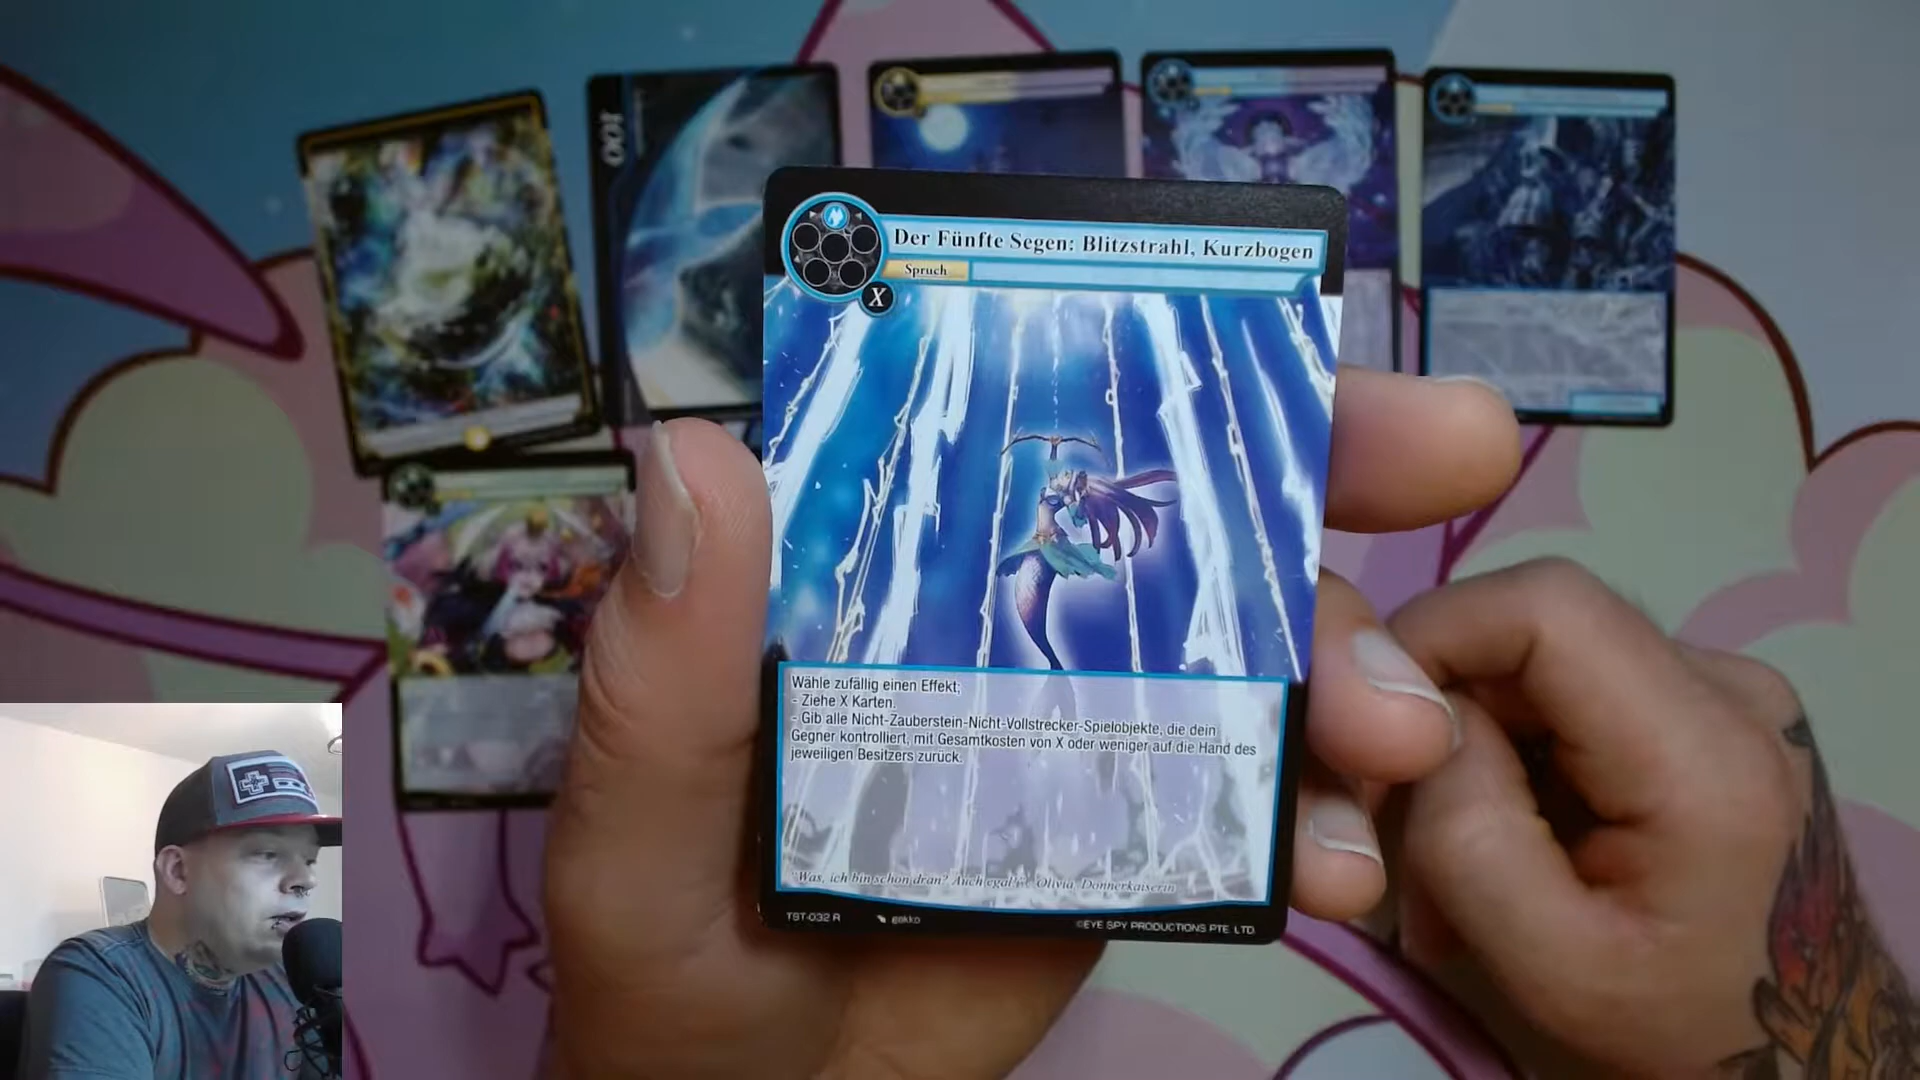 100
Der Fünfte Segen: Blitzstrahl, Kurzbogen
Spruch
X
Wähle zufällig einen Effekt;
- Ziehe X Karten.
- Gib alle Nicht-Zauberstein-Nicht-Vollstrecker-Spielobjekte, die dein
Gegner kontrolliert, mit Gesamtkosten von X oder weniger auf die Hand des
jeweiligen Besitzers zurück.
"Was, ich bin schon dran? Auch egal!", Olivia, Donnerkaiserin
TST-032 R
gakko
©EYE SPY PRODUCTIONS PTE. LTD.